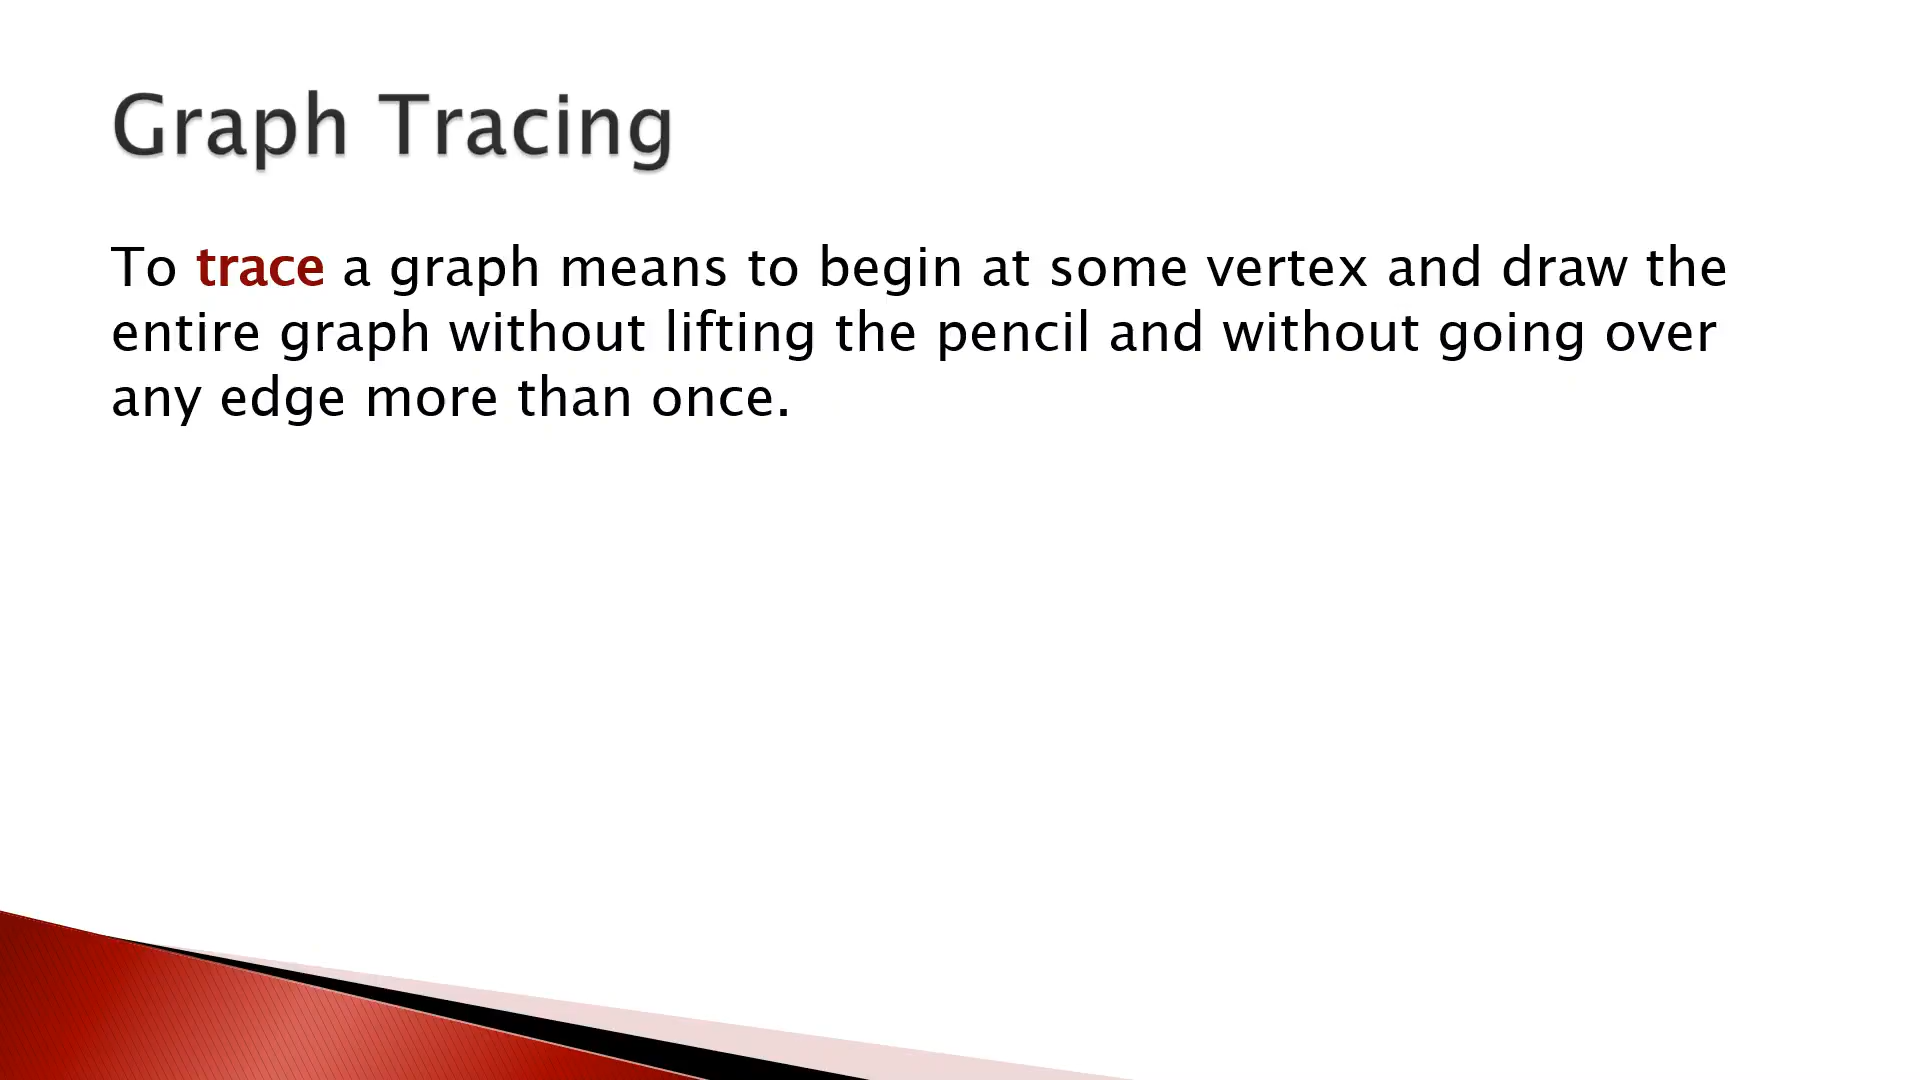 Graph Tracing
To trace a graph means to begin at some vertex and draw the
entire graph without lifting the pencil and without going over
any edge more than once.